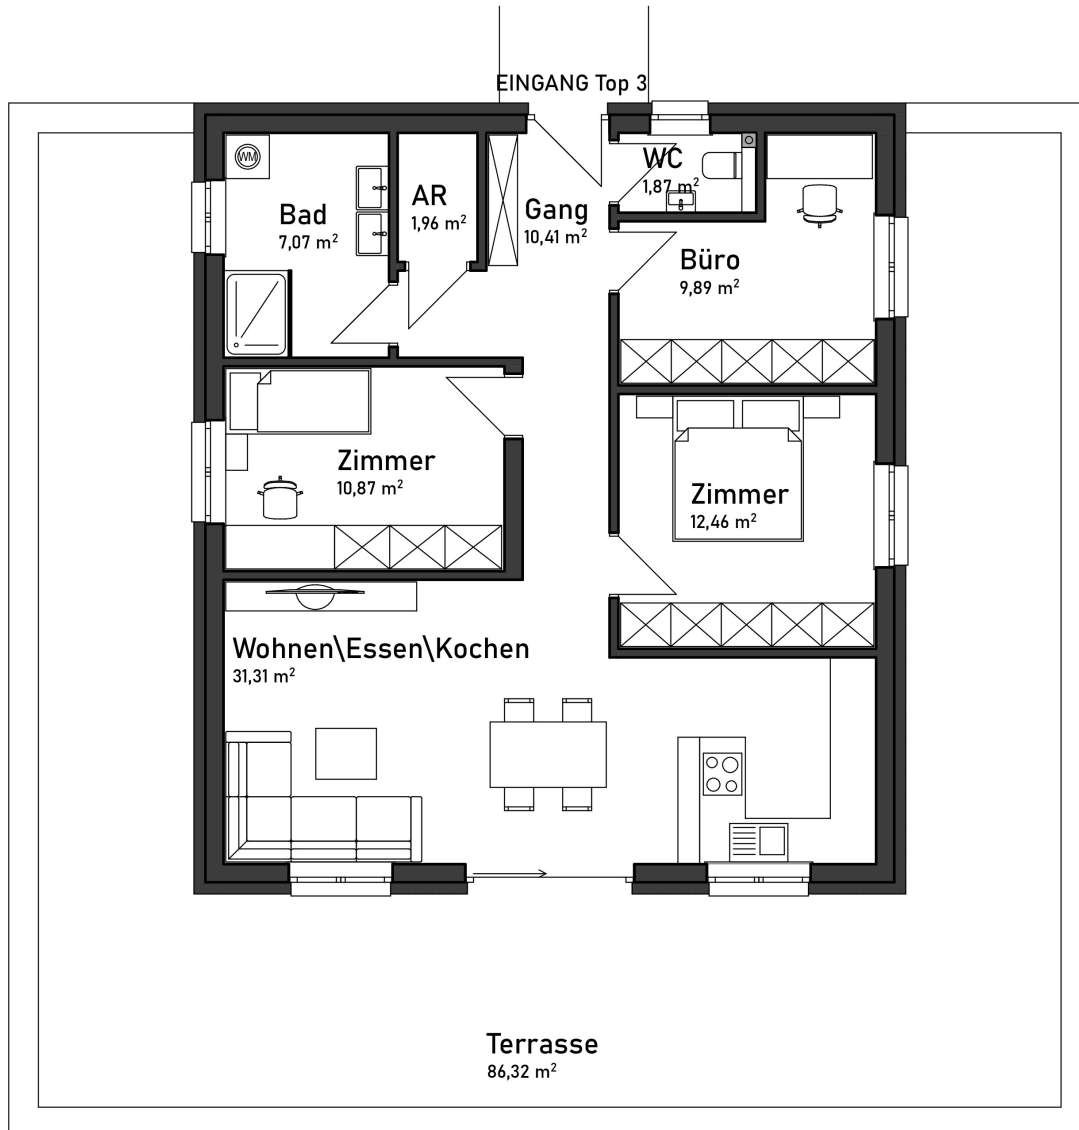 EINGANG Top 3
WM
WC
1,87 m²
AR
1,96 m²
Bad
7,07 m²
Gang
10,41 m²
Büro
9,89 m²
Zimmer
10,87 m²
Zimmer
12,46 m²
Wohnen\Essen\Kochen
31,31 m²
Terrasse
86,32 m²